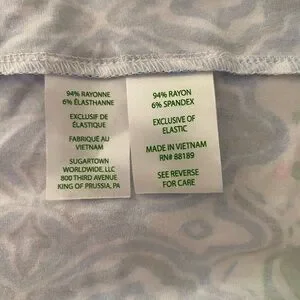 94% RAYONNE
6% ÉLASTHANNE
EXCLUSIF DE
ÉLASTIQUE
FABRIQUÉ AU
VIETNAM
SUGARTOWN
WORLDWIDE, LLC
800 THIRD AVENUE
KING OF PRUSSIA, PA
94% RAYON
6% SPANDEX
EXCLUSIVE OF
ELASTIC
MADE IN VIETNAM
RN# 88189
SEE REVERSE
FOR CARE